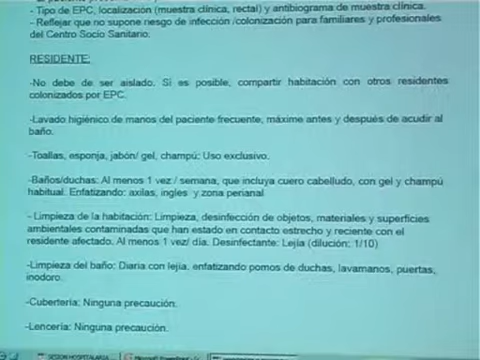 -Tipo de EPC, localización (muestra clínica, rectal) y antibiograma de muestra clínica.
- Reflejar que no supone riesgo de infección /colonización para familiares y profesionales
del Centro Socio Sanitario.
RESIDENTE:
-No debe de ser aislado. Si es posible, compartir habitación con otros residentes
colonizados por EPC.
-Lavado higiénico de manos del paciente frecuente, máxime antes y después de acudir al
baño.
-Toallas, esponja, jabón/ gel, champú: Uso exclusivo.
-Baños/duchas: Al menos 1 vez / semana, que incluya cuero cabelludo, con gel y champú
habitual. Enfatizando: axilas, ingles y zona perianal
- Limpieza de la habitación: Limpieza, desinfección de objetos, materiales y superficies
ambientales contaminadas que han estado en contacto estrecho y reciente con el
residente afectado. Al menos 1 vez/ día. Desinfectante: Lejía (dilución: 1/10)
-Limpieza del baño: Diaria con lejía, enfatizando pomos de duchas, lavamanos, puertas,
inodoro.
-Cubertería: Ninguna precaución.
-Lencería: Ninguna precaución.